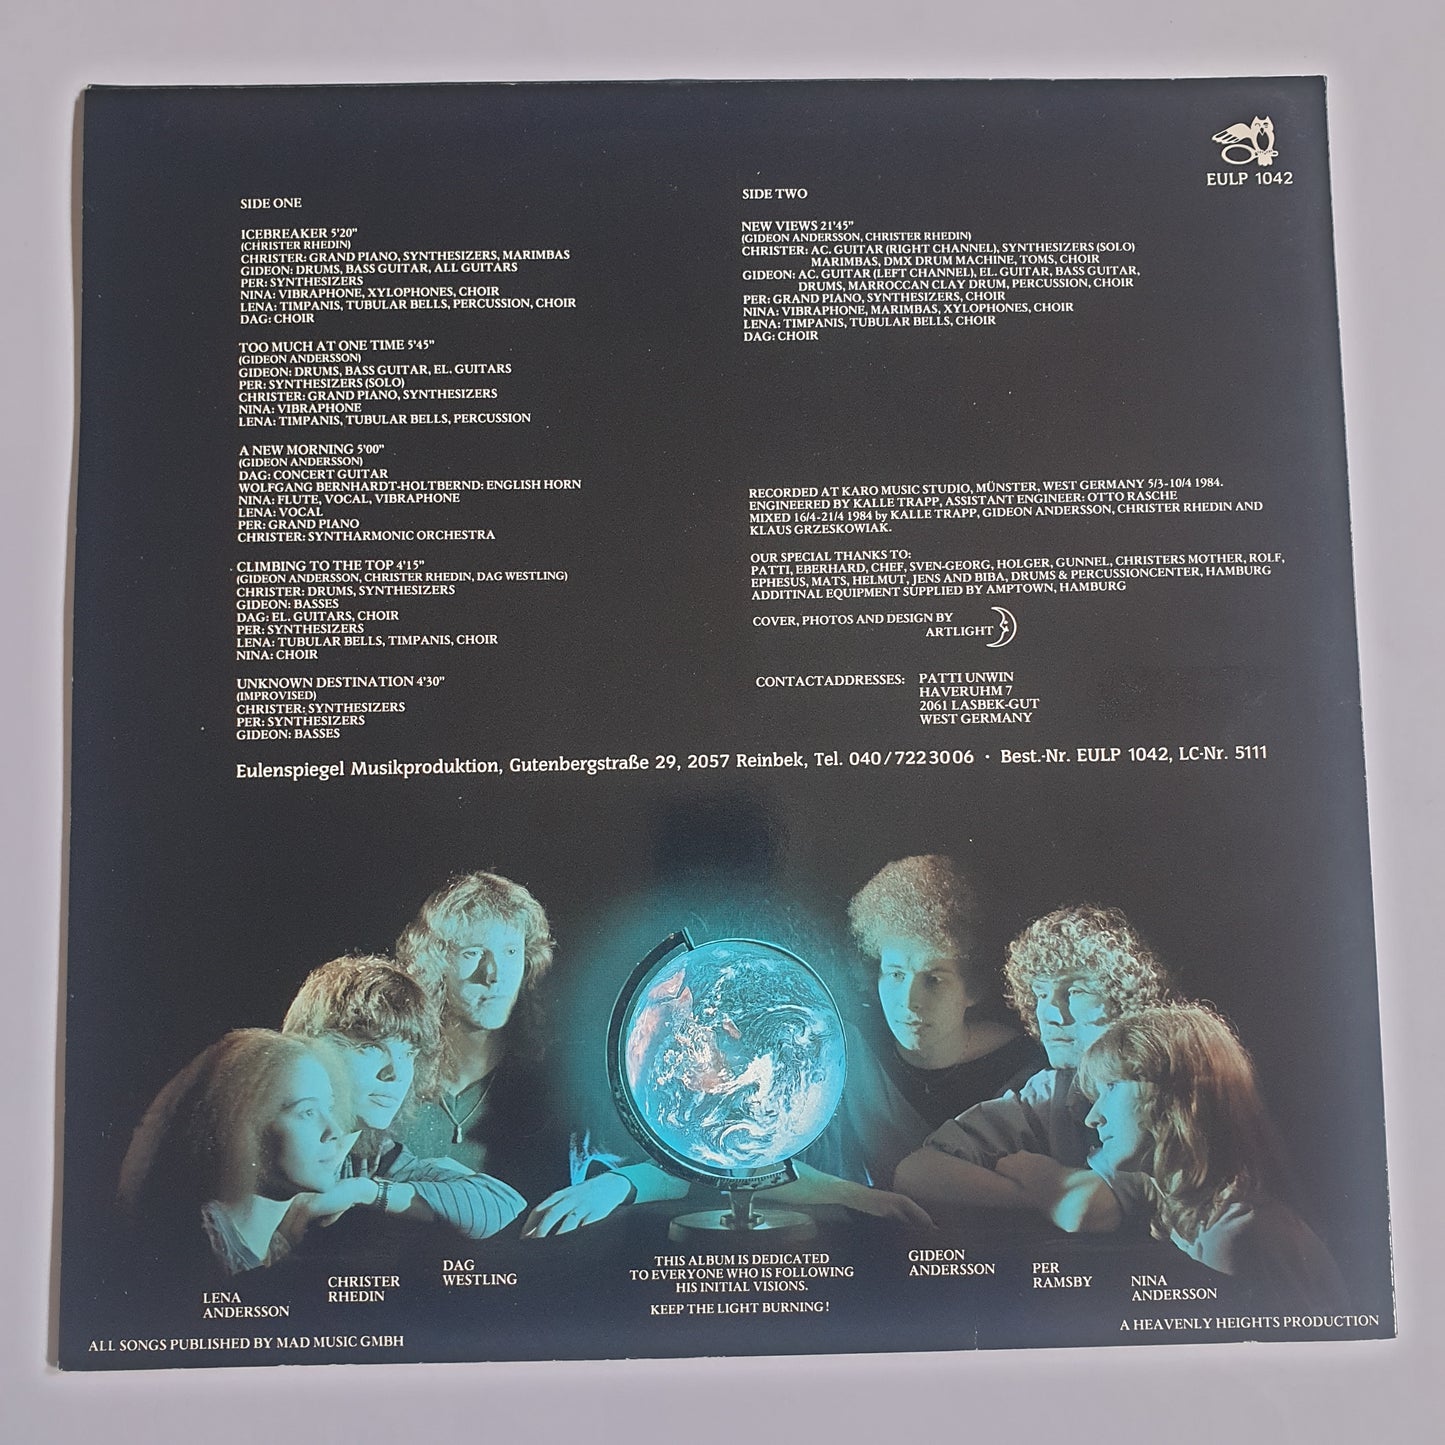 EULP 1042
SIDE ONE
ICEBREAKER 5'20"
(CHRISTER RHEDIN)
CHRISTER: GRAND PIANO, SYNTHESIZERS, MARIMBAS
GIDEON: DRUMS, BASS GUITAR, ALL GUITARS
PER: SYNTHESIZERS
NINA: VIBRAPHONE, XYLOPHONES, CHOIR
LENA: TIMPANIS, TUBULAR BELLS, PERCUSSION, CHOIR
DAG: CHOIR
TOO MUCH AT ONE TIME 5'45"
(GIDEON ANDERSSON)
GIDEON: DRUMS, BASS GUITAR, EL. GUITARS
PER: SYNTHESIZERS (SOLO)
CHRISTER: GRAND PIANO, SYNTHESIZERS
NINA: VIBRAPHONE
LENA: TIMPANIS, TUBULAR BELLS, PERCUSSION
A NEW MORNING 5'00"
(GIDEON ANDERSSON)
DAG: CONCERT GUITAR
WOLFGANG BERNHARDT-HOLTBERND: ENGLISH HORN
NINA: FLUTE, VOCAL, VIBRAPHONE
LENA: VOCAL
PER: GRAND PIANO
CHRISTER: SYNTHARMONIC ORCHESTRA
CLIMBING TO THE TOP 4'15"
(GIDEON ANDERSSON, CHRISTER RHEDIN, DAG WESTLING)
CHRISTER: DRUMS, SYNTHESIZERS
GIDEON: BASSES
DAG: EL. GUITARS, CHOIR
PER: SYNTHESIZERS
LENA: TUBULAR BELLS, TIMPANIS, CHOIR
NINA: CHOIR
UNKNOWN DESTINATION 4'30"
(IMPROVISED)
CHRISTER: SYNTHESIZERS
PER: SYNTHESIZERS
GIDEON: BASSES
SIDE TWO
NEW VIEWS 21'45"
(GIDEON ANDERSSON, CHRISTER RHEDIN)
CHRISTER: AC. GUITAR (RIGHT CHANNEL), SYNTHESIZERS (SOLO)
MARIMBAS, DMX DRUM MACHINE, TOMS, CHOIR
GIDEON: AC. GUITAR (LEFT CHANNEL), EL. GUITAR, BASS GUITAR,
DRUMS, MARROCCAN CLAY DRUM, PERCUSSION, CHOIR
PER: GRAND PIANO, SYNTHESIZERS, CHOIR
NINA: VIBRAPHONE, MARIMBAS, XYLOPHONES, CHOIR
LENA: TIMPANIS, TUBULAR BELLS, CHOIR
DAG: CHOIR
RECORDED AT KARO MUSIC STUDIO, MÜNSTER, WEST GERMANY 5/3-10/4 1984.
ENGINEERED BY KALLE TRAPP, ASSISTANT ENGINEER: OTTO RASCHE
MIXED 16/4-21/4 1984 by KALLE TRAPP, GIDEON ANDERSSON, CHRISTER RHEDIN AND
KLAUS GRZESKOWIAK.
OUR SPECIAL THANKS TO:
PATTI, EBERHARD, CHEF, SVEN-GEORG, HOLGER, GUNNEL, CHRISTERS MOTHER, ROLF,
EPHESUS, MATS, HELMUT, JENS AND BIBA, DRUMS & PERCUSSIONCENTER, HAMBURG
ADDITINAL EQUIPMENT SUPPLIED BY AMPTOWN, HAMBURG
COVER, PHOTOS AND DESIGN BY
ARTLIGHT
CONTACTADDRESSES: PATTI UNWIN
HAVERUHM 7
2061 LASBEK-GUT
WEST GERMANY
Eulenspiegel Musikproduktion, Gutenbergstraße 29, 2057 Reinbek, Tel. 040/7223006 · Best.-Nr. EULP 1042, LC-Nr. 5111
LENA
ANDERSSON
CHRISTER
RHEDIN
DAG
WESTLING
THIS ALBUM IS DEDICATED
TO EVERYONE WHO IS FOLLOWING
HIS INITIAL VISIONS.
KEEP THE LIGHT BURNING!
GIDEON
ANDERSSON
PER
RAMSBY
NINA
ANDERSSON
ALL SONGS PUBLISHED BY MAD MUSIC GMBH
A HEAVENLY HEIGHTS PRODUCTION